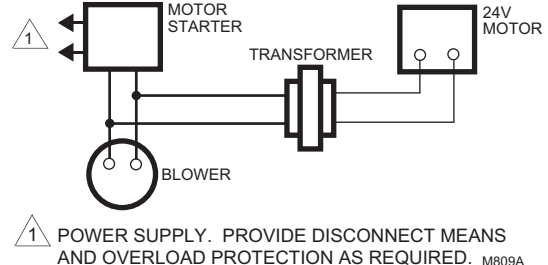 MOTOR
STARTER
1
24V
MOTOR
TRANSFORMER
BLOWER
1 POWER SUPPLY. PROVIDE DISCONNECT MEANS
AND OVERLOAD PROTECTION AS REQUIRED. M809A